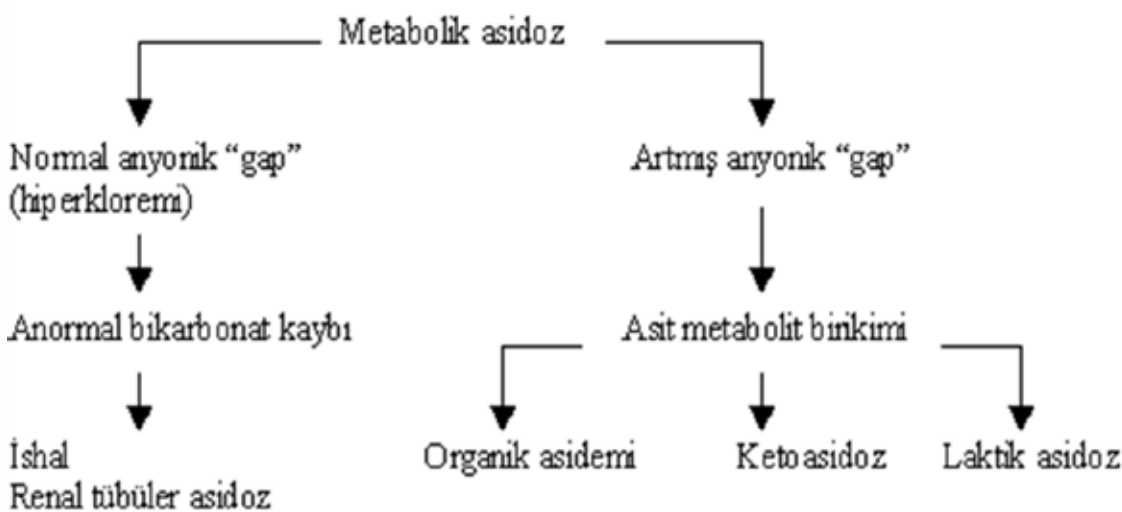 Metabolik asidoz
Normal anyonik “gap”
(hiperkloremi)
Artmış anyonik “gap”
Anormal bikarbonat kaybı
Asit metabolit birikimi
İshal
Renal tübüler asidoz
Organik asidemi
Ketoasidoz
Laktik asidoz